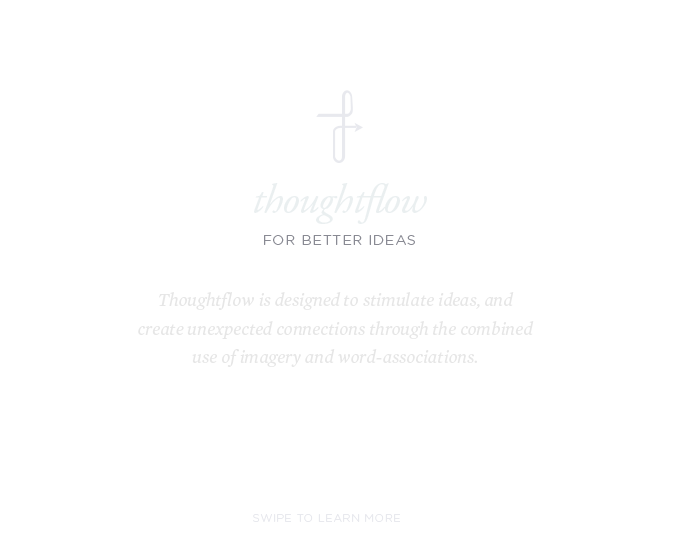 thoughtflow
FOR BETTER IDEAS
Thoughtflow is designed to stimulate ideas, and
create unexpected connections through the combined
use of imagery and word-associations.
SWIPE TO LEARN MORE